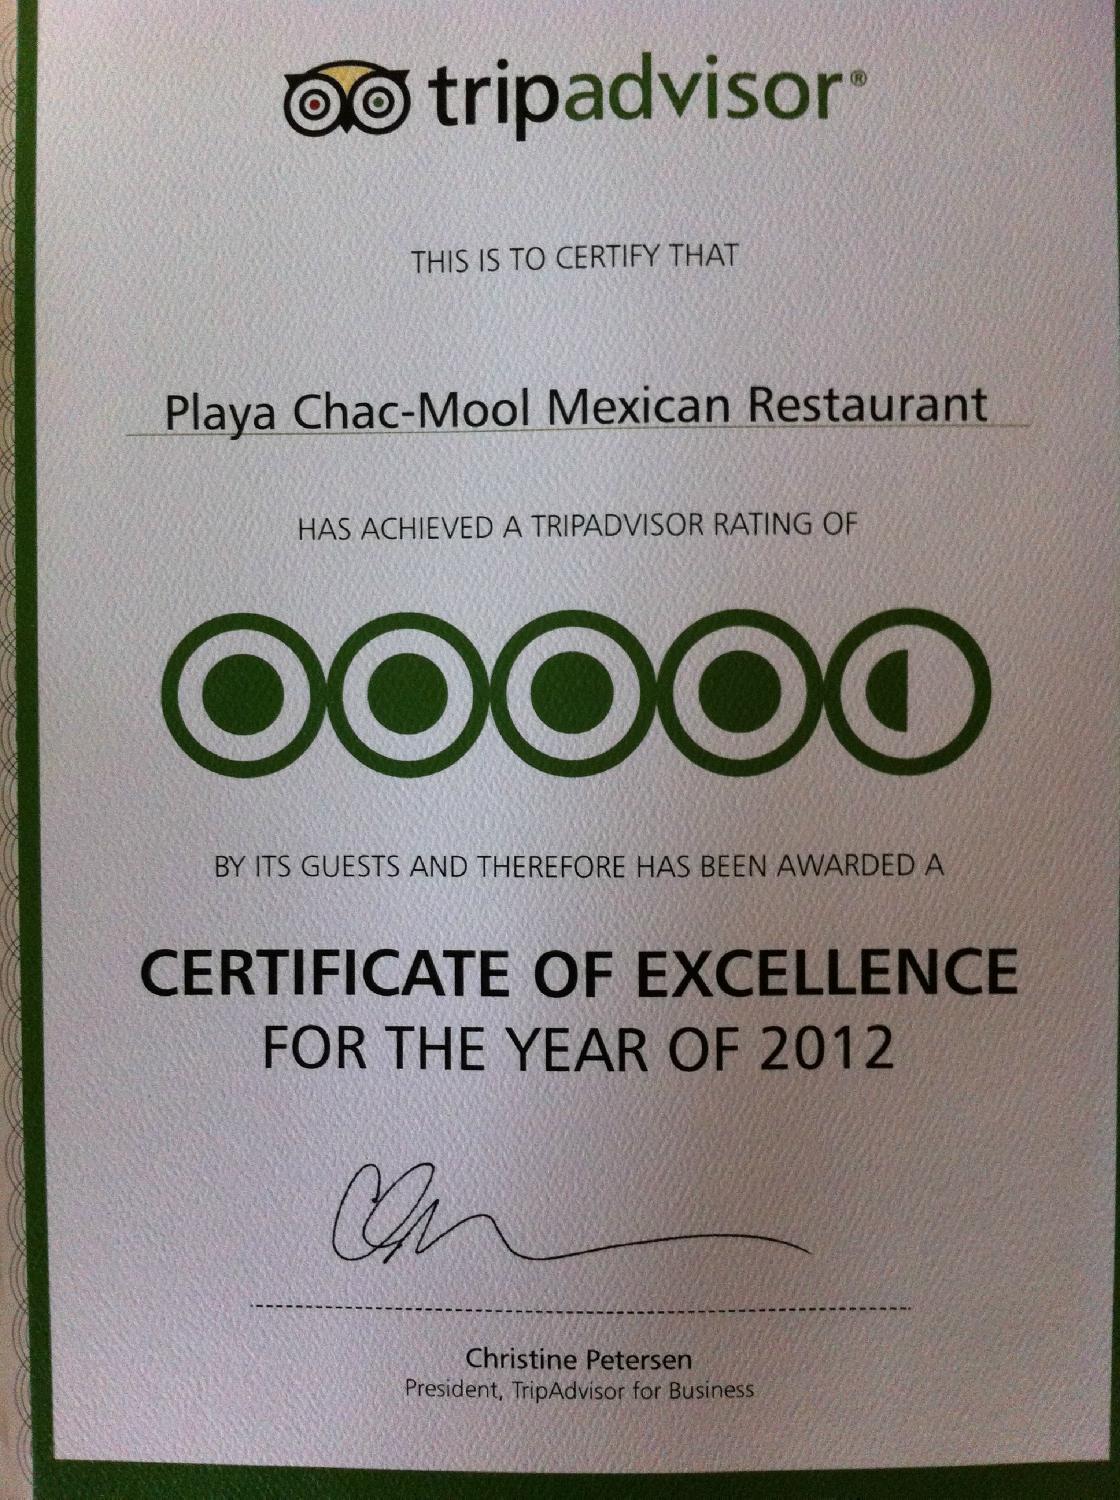 tripadvisor®
THIS IS TO CERTIFY THAT
Playa Chac-Mool Mexican Restaurant
HAS ACHIEVED A TRIPADVISOR RATING OF
BY ITS GUESTS AND THEREFORE HAS BEEN AWARDED A
CERTIFICATE OF EXCELLENCE
FOR THE YEAR OF 2012
Christine Petersen
President, TripAdvisor for Business